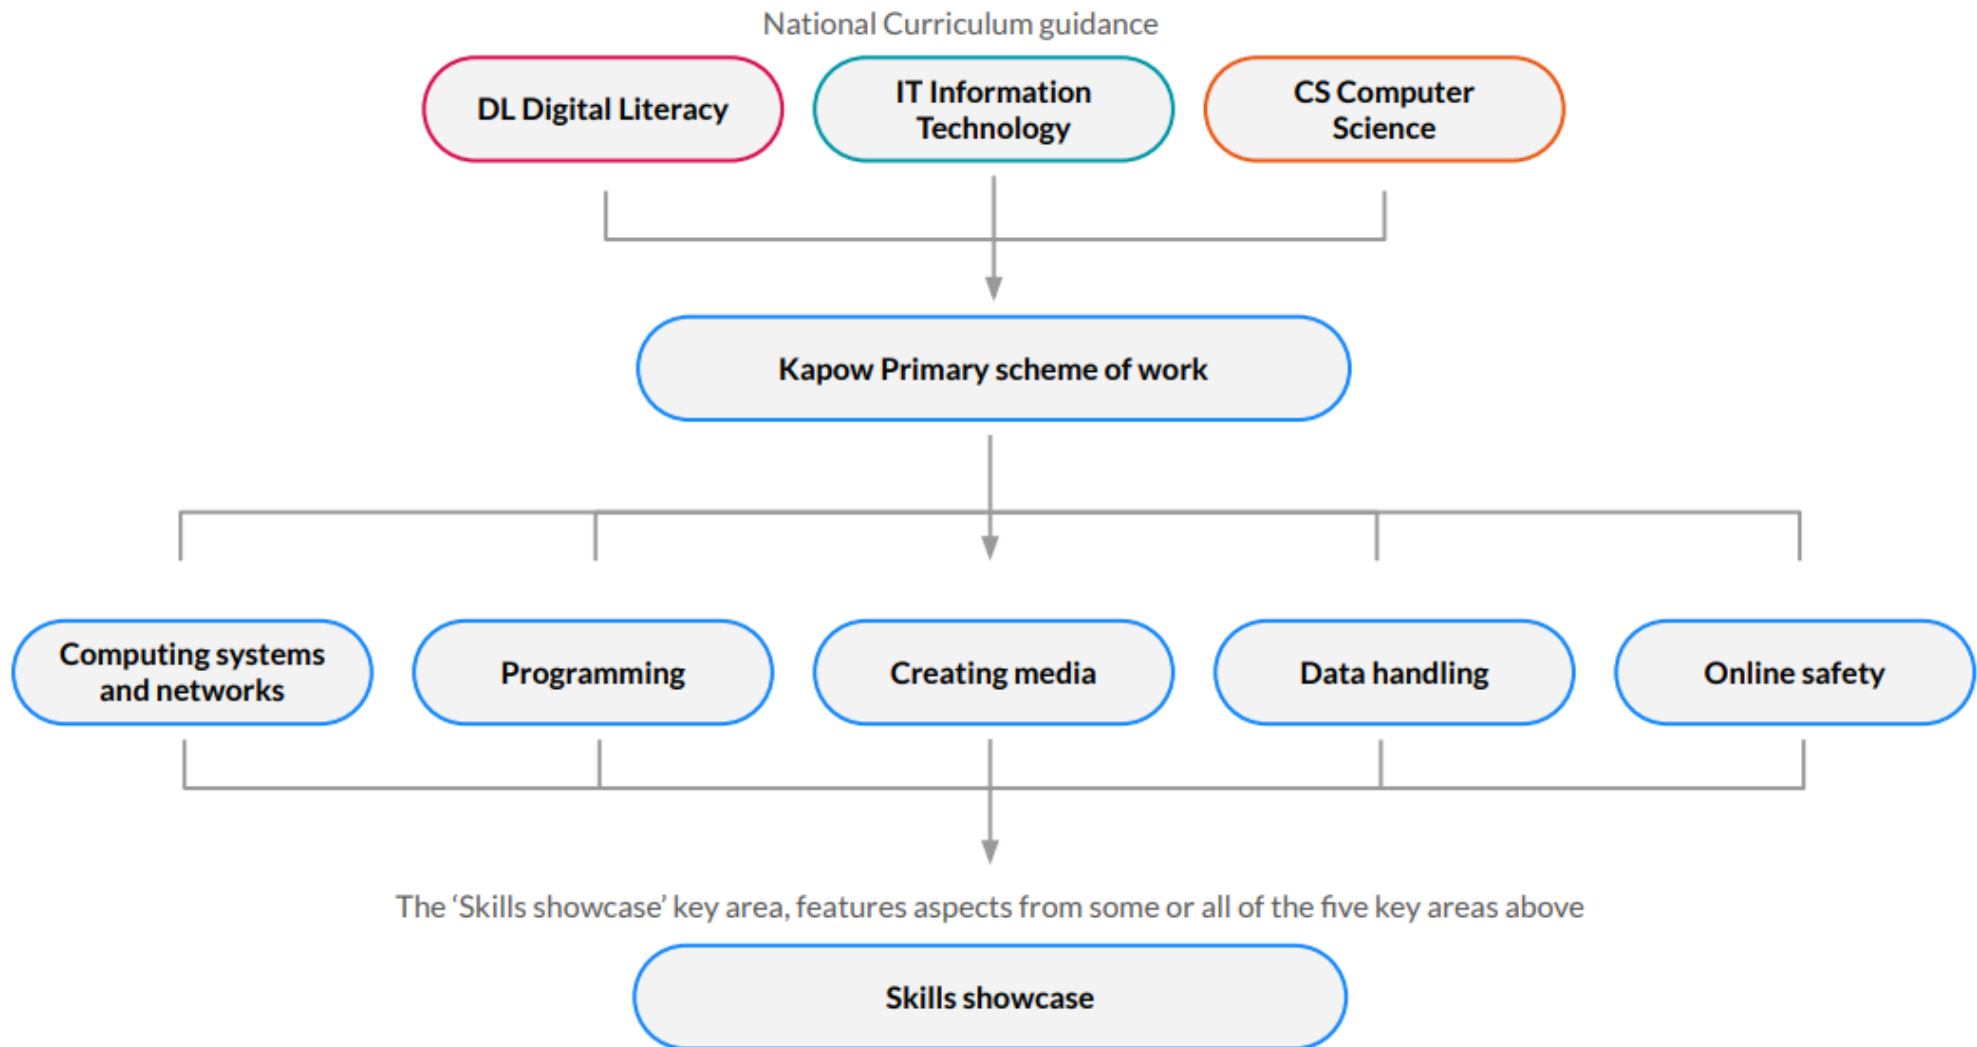 National Curriculum guidance
DL Digital Literacy
IT Information
Technology
CS Computer
Science
Kapow Primary scheme of work
Computing systems
and networks
Programming
Creating media
Data handling
Online safety
The ‘Skills showcase’ key area, features aspects from some or all of the five key areas above
Skills showcase